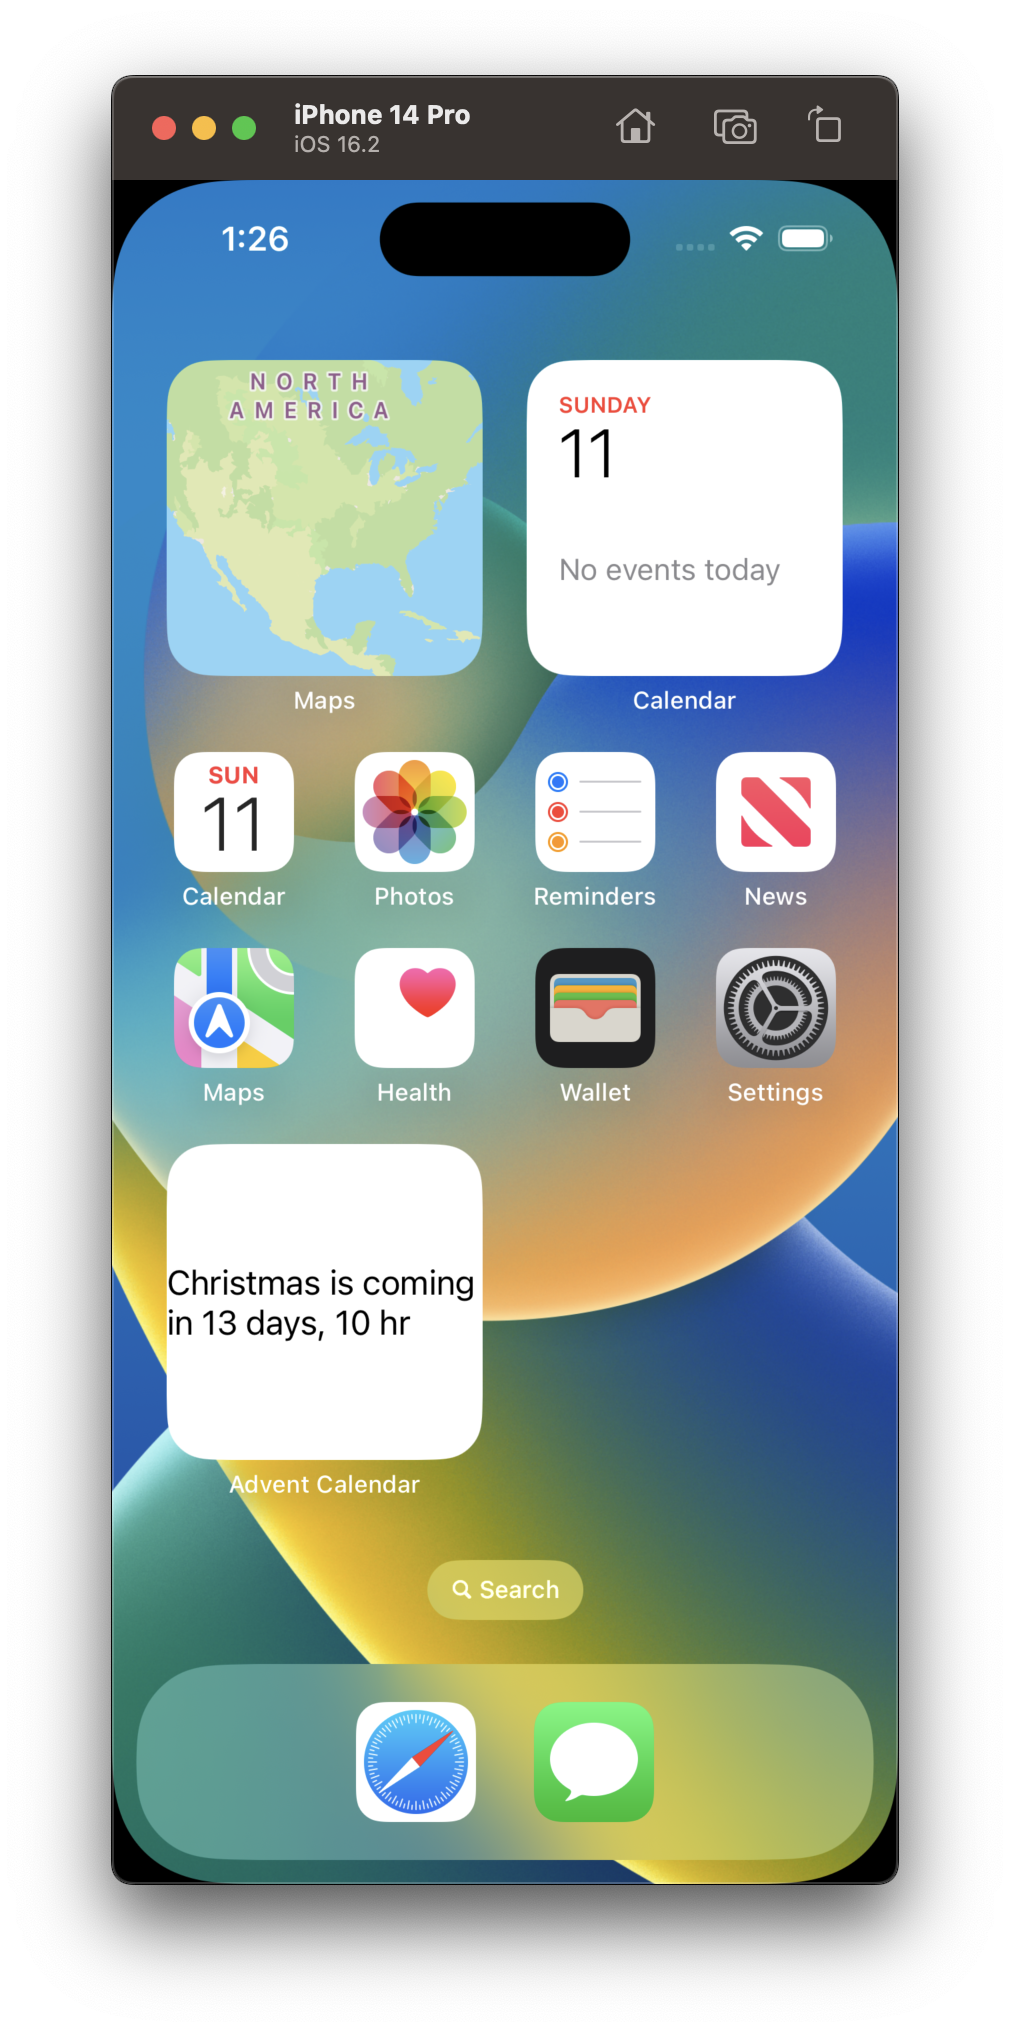 iPhone 14 Pro
iOS 16.2
1:26
NORTH
AMERICA
SUNDAY
11
No events today
Maps
Calendar
SUN
11
Calendar
Photos
Reminders
News
Maps
Health
Wallet
Settings
Christmas is coming
in 13 days, 10 hr
Advent Calendar
Search